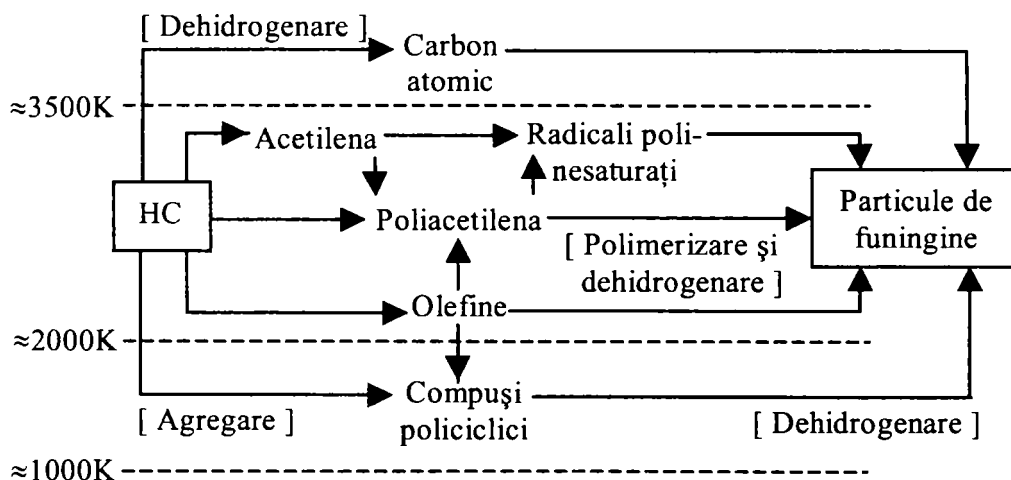 [ Dehidrogenare ]
Carbon
atomic
≈3500K
Acetilena
Radicali poli-
nesaturați
HC
Poliacetilena
Particule de
funingine
[ Polimerizare şi
dehidrogenare ]
Olefine
≈2000K
Compuşi
policiclici
[ Agregare ]
[ Dehidrogenare ]
≈1000K